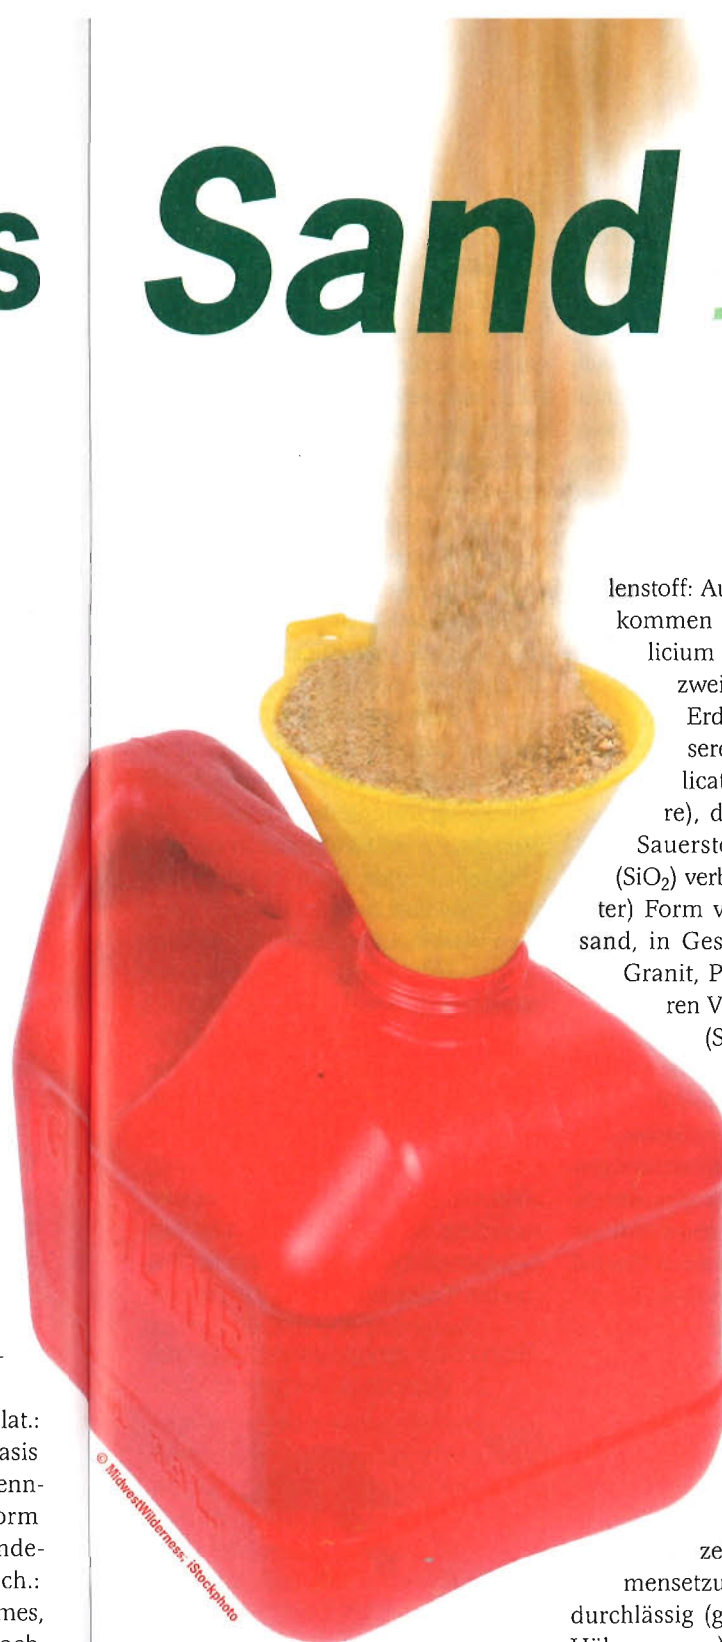 s
Sand
lenstoff: Au
kommen
licium
zwei
Erd
sere
licat
re), d
Sauersto
(SiO₂) verb
ter) Form v
sand, in Ges
Granit, P
ren V
(S
lat.:
asis
enn-
orm
nde-
ch.:
mes,
© MidwestWilderness; iStockphoto
ze
mensetzu
durchlässig (g